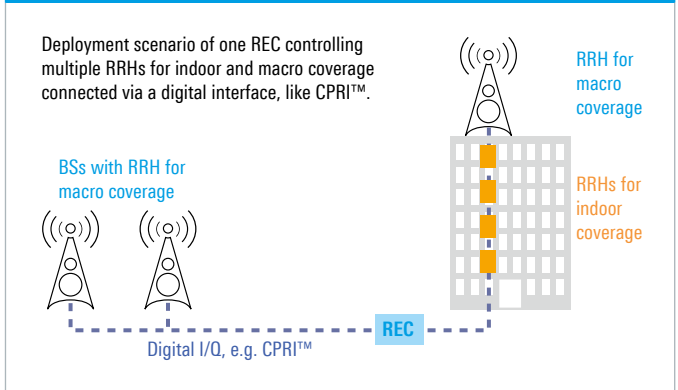 Deployment scenario of one REC controlling
multiple RRHs for indoor and macro coverage
connected via a digital interface, like CPRI™.
RRH for
macro
coverage
BSs with RRH for
macro coverage
RRHs for
indoor
coverage
REC
Digital I/Q, e.g. CPRI™